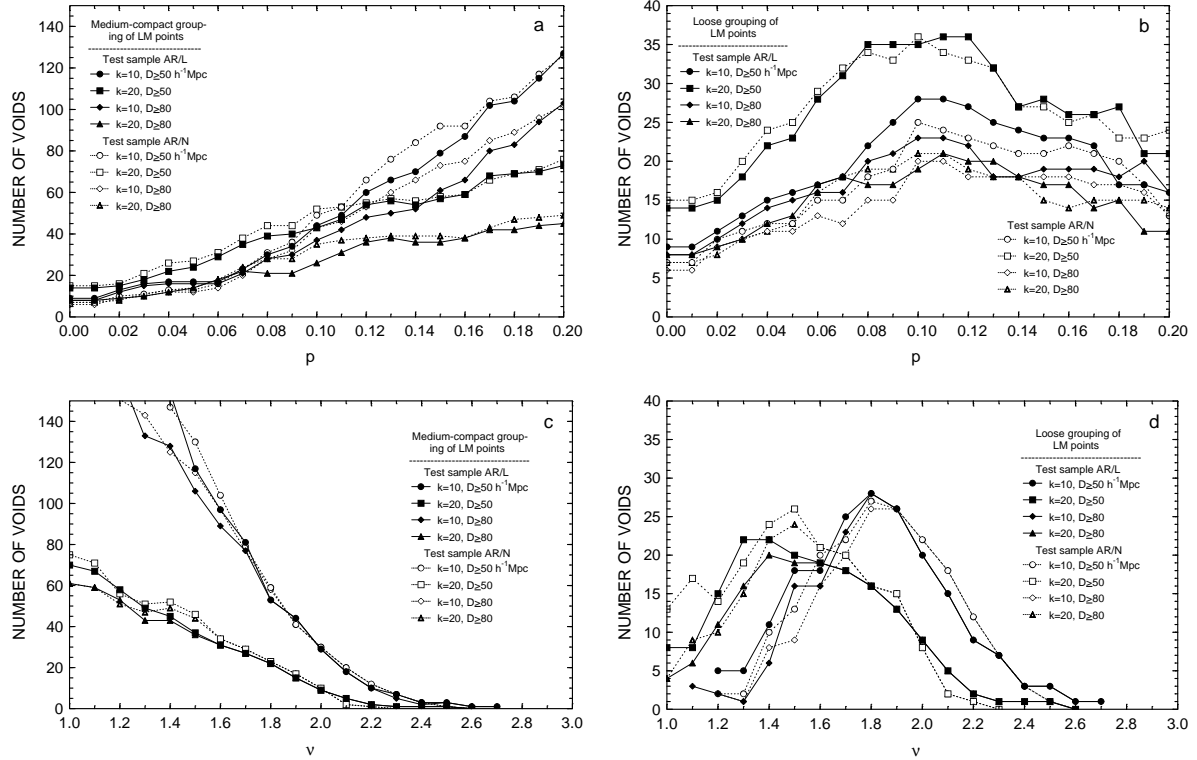 a
Medium-compact group-
ing of LM points
Test sample AR/L
k=10, D≥50 h⁻¹Mpc
k=20, D≥50
k=10, D≥80
k=20, D≥80
Test sample AR/N
k=10, D≥50 h⁻¹Mpc
k=20, D≥50
k=10, D≥80
k=20, D≥80
NUMBER OF VOIDS
140
120
100
80
60
40
20
0
0.00 0.02 0.04 0.06 0.08 0.10 0.12 0.14 0.16 0.18 0.20
p
b
Loose grouping of
LM points
Test sample AR/L
k=10, D≥50 h⁻¹Mpc
k=20, D≥50
k=10, D≥80
k=20, D≥80
Test sample AR/N
k=10, D≥50 h⁻¹Mpc
k=20, D≥50
k=10, D≥80
k=20, D≥80
NUMBER OF VOIDS
40
35
30
25
20
15
10
5
0
0.00 0.02 0.04 0.06 0.08 0.10 0.12 0.14 0.16 0.18 0.20
p
c
Medium-compact group-
ing of LM points
Test sample AR/L
k=10, D≥50 h⁻¹Mpc
k=20, D≥50
k=10, D≥80
k=20, D≥80
Test sample AR/N
k=10, D≥50 h⁻¹Mpc
k=20, D≥50
k=10, D≥80
k=20, D≥80
NUMBER OF VOIDS
140
120
100
80
60
40
20
0
1.0 1.2 1.4 1.6 1.8 2.0 2.2 2.4 2.6 2.8 3.0
ν
d
Loose grouping of
LM points
Test sample AR/L
k=10, D≥50 h⁻¹Mpc
k=20, D≥50
k=10, D≥80
k=20, D≥80
Test sample AR/N
k=10, D≥50 h⁻¹Mpc
k=20, D≥50
k=10, D≥80
k=20, D≥80
NUMBER OF VOIDS
40
35
30
25
20
15
10
5
0
1.0 1.2 1.4 1.6 1.8 2.0 2.2 2.4 2.6 2.8 3.0
ν